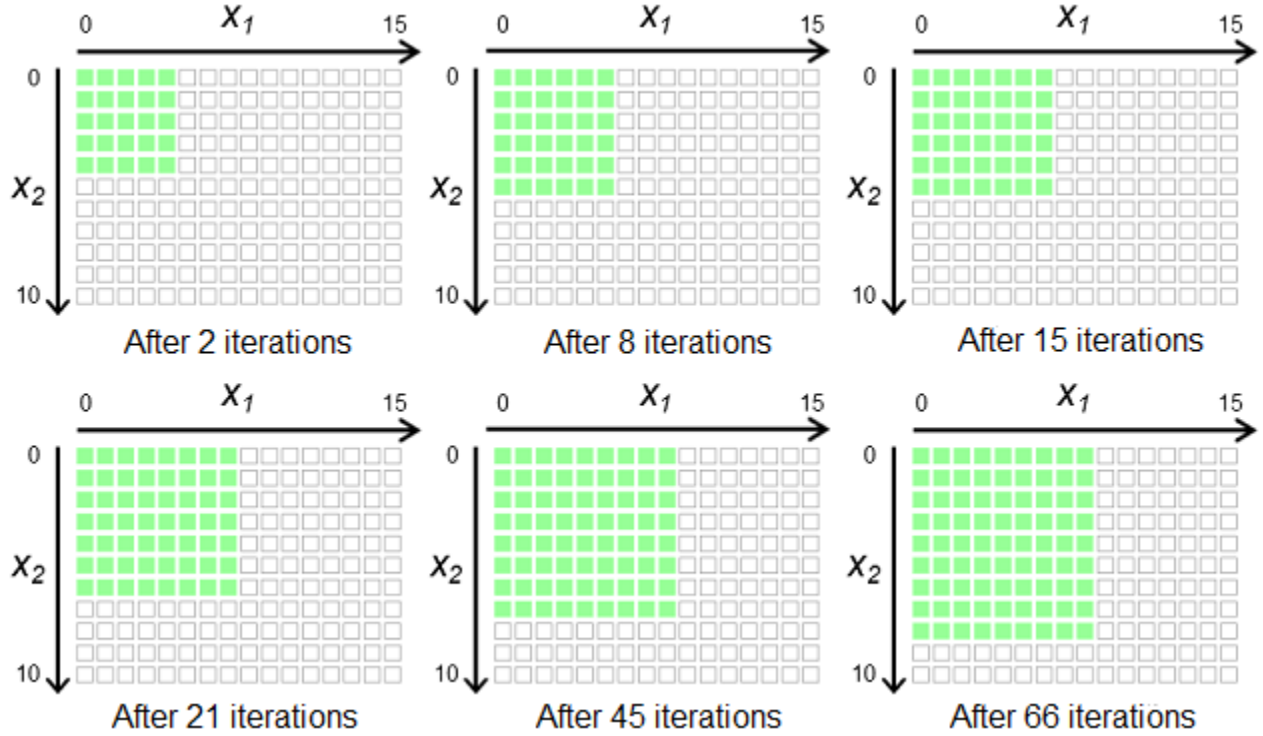 0 X1 15
0
X2
10
After 2 iterations
0 X1 15
0
X2
10
After 8 iterations
0 X1 15
0
X2
10
After 15 iterations
0 X1 15
0
X2
10
After 21 iterations
0 X1 15
0
X2
10
After 45 iterations
0 X1 15
0
X2
10
After 66 iterations